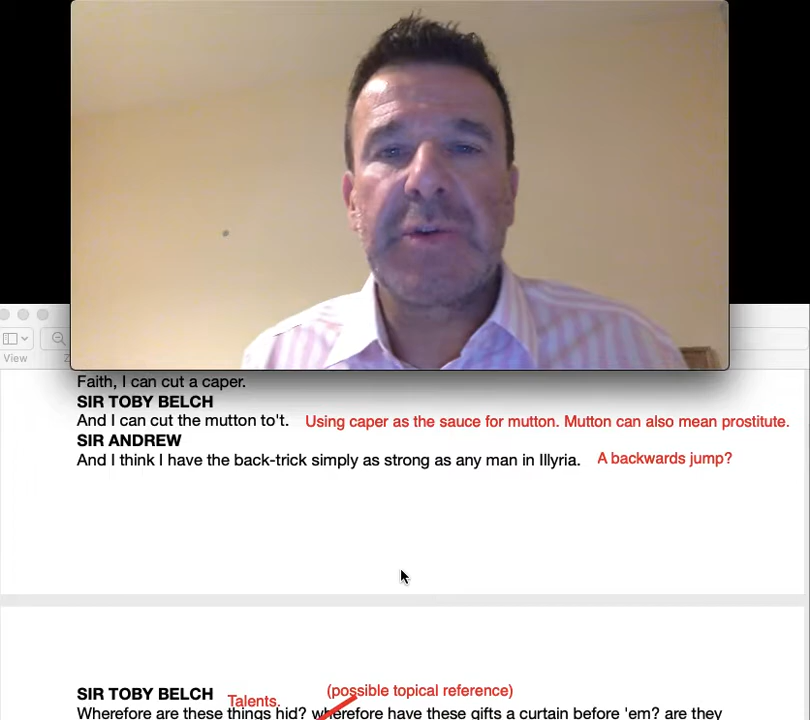 View
Faith, I can cut a caper.
SIR TOBY BELCH
And I can cut the mutton to't. Using caper as the sauce for mutton. Mutton can also mean prostitute.
SIR ANDREW
And I think I have the back-trick simply as strong as any man in Illyria. A backwards jump?
SIR TOBY BELCH Talents. (possible topical reference)
Wherefore are these things hid? wherefore have these gifts a curtain before 'em? are they